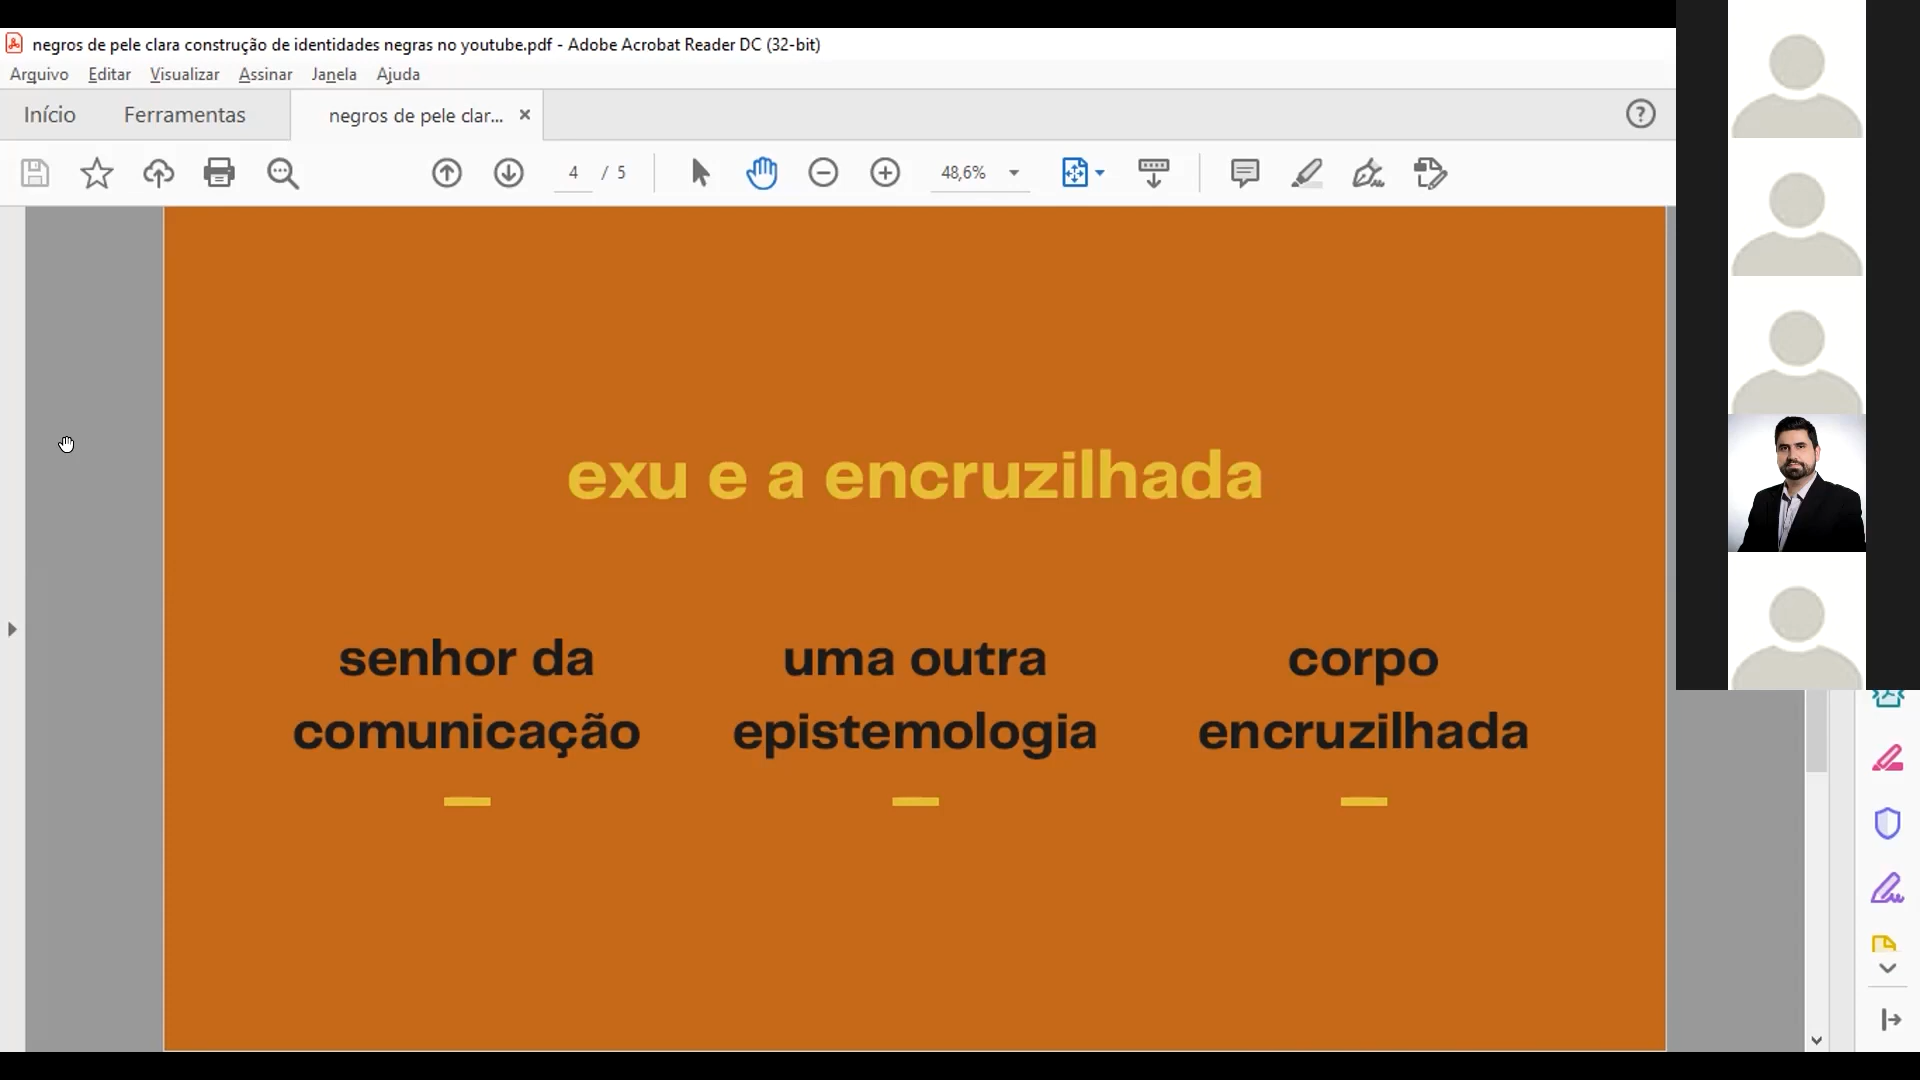 negros de pele clara construção de identidades negras no youtube.pdf - Adobe Acrobat Reader DC (32-bit)
Arquivo Editar Visualizar Assinar Janela Ajuda
Início Ferramentas negros de pele clar... ×
4 / 5 48,6%
exu e a encruzilhada
senhor da
comunicação
uma outra
epistemologia
corpo
encruzilhada